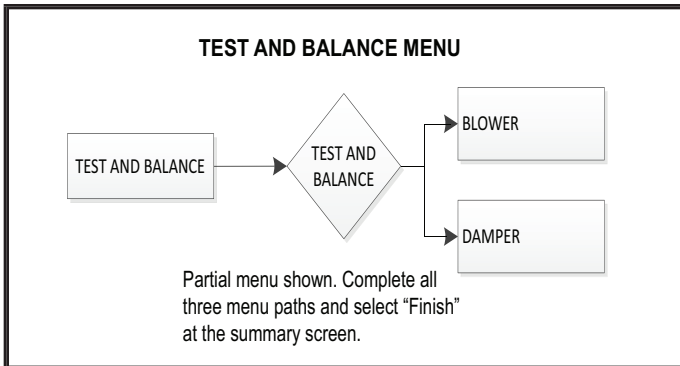 TEST AND BALANCE MENU
TEST AND BALANCE
TEST AND
BALANCE
BLOWER
DAMPER
Partial menu shown. Complete all
three menu paths and select “Finish”
at the summary screen.